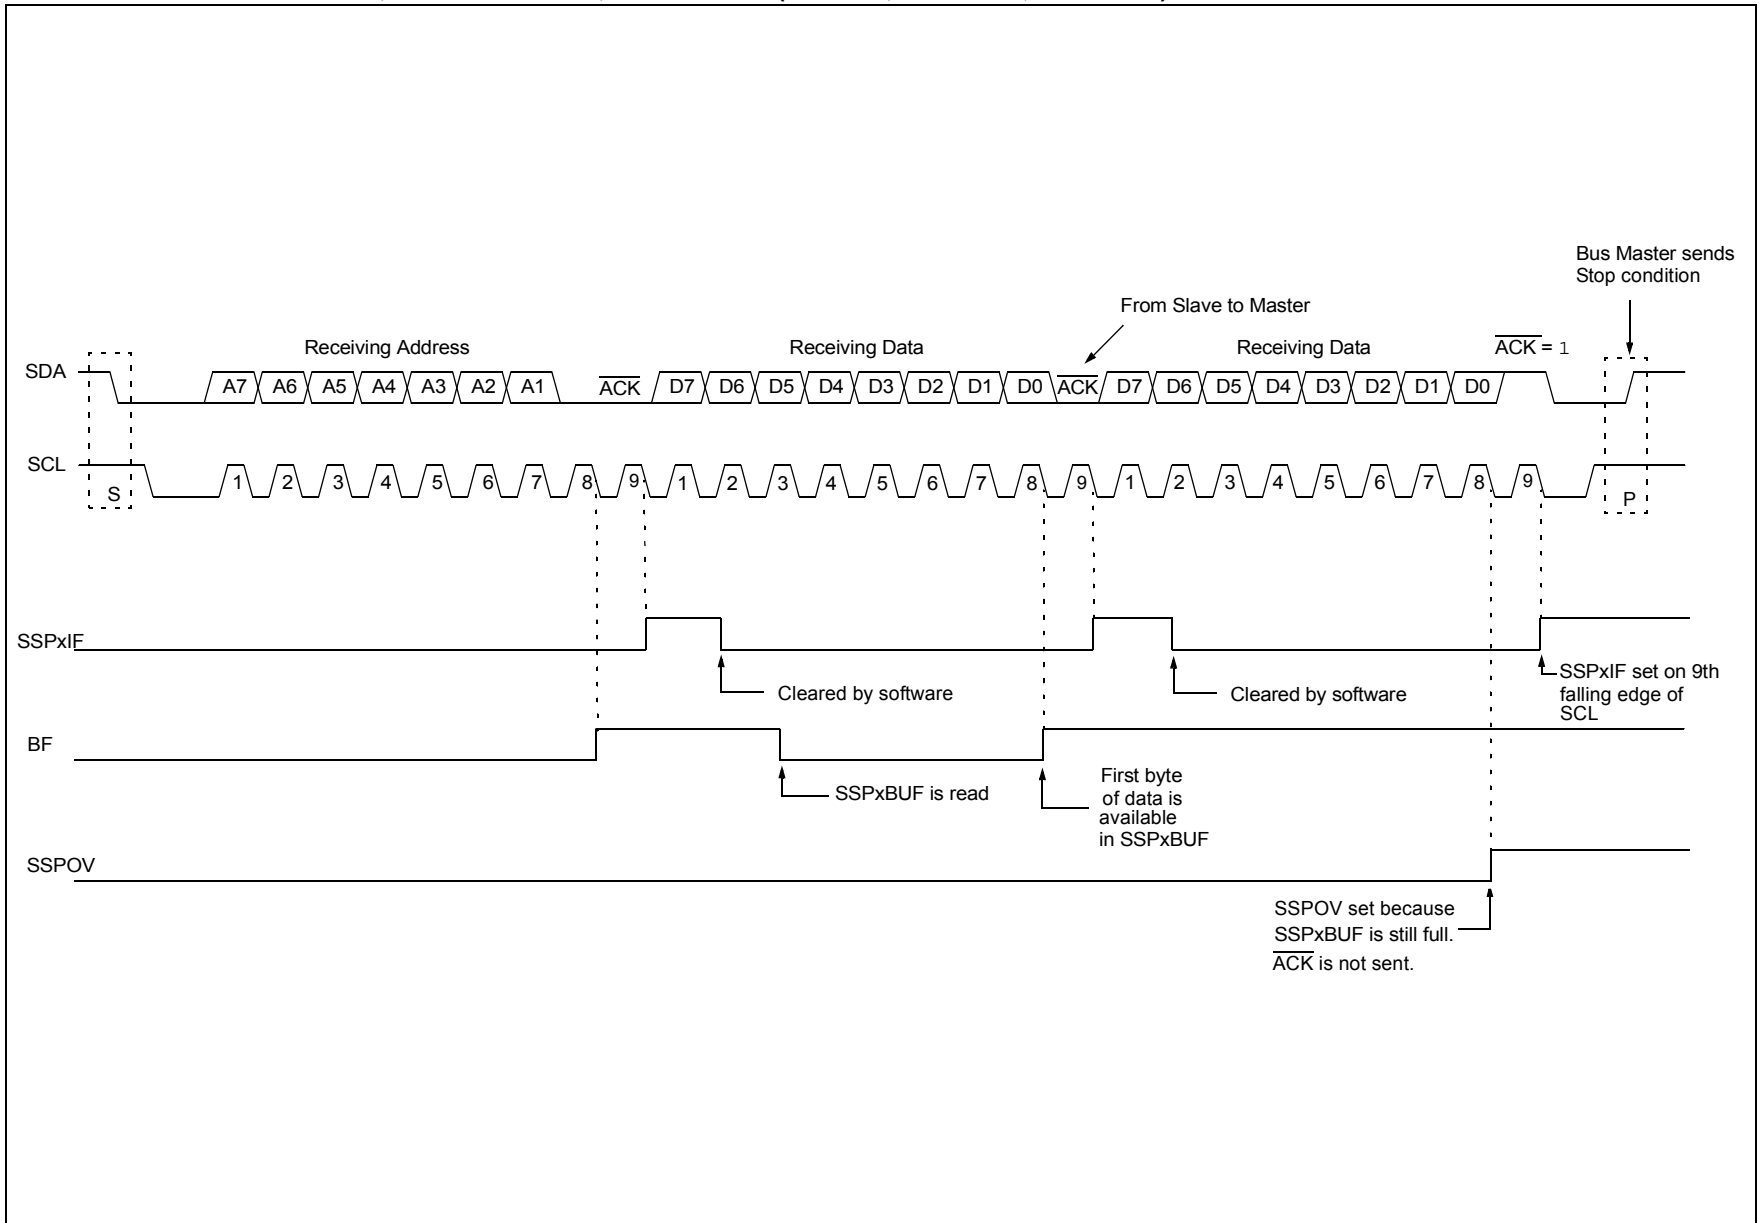 Bus Master sends
Stop condition
From Slave to Master
Receiving Address
Receiving Data
Receiving Data
ACK = 1
SDA
A7 A6 A5 A4 A3 A2 A1 ACK D7 D6 D5 D4 D3 D2 D1 D0 ACK D7 D6 D5 D4 D3 D2 D1 D0
SCL
S 1 2 3 4 5 6 7 8 9 1 2 3 4 5 6 7 8 9 1 2 3 4 5 6 7 8 9 P
SSPxIF
Cleared by software
Cleared by software
SSPxIF set on 9th
falling edge of
SCL
BF
SSPxBUF is read
First byte
of data is
available
in SSPxBUF
SSPOV
SSPOV set because
SSPxBUF is still full.
ACK is not sent.